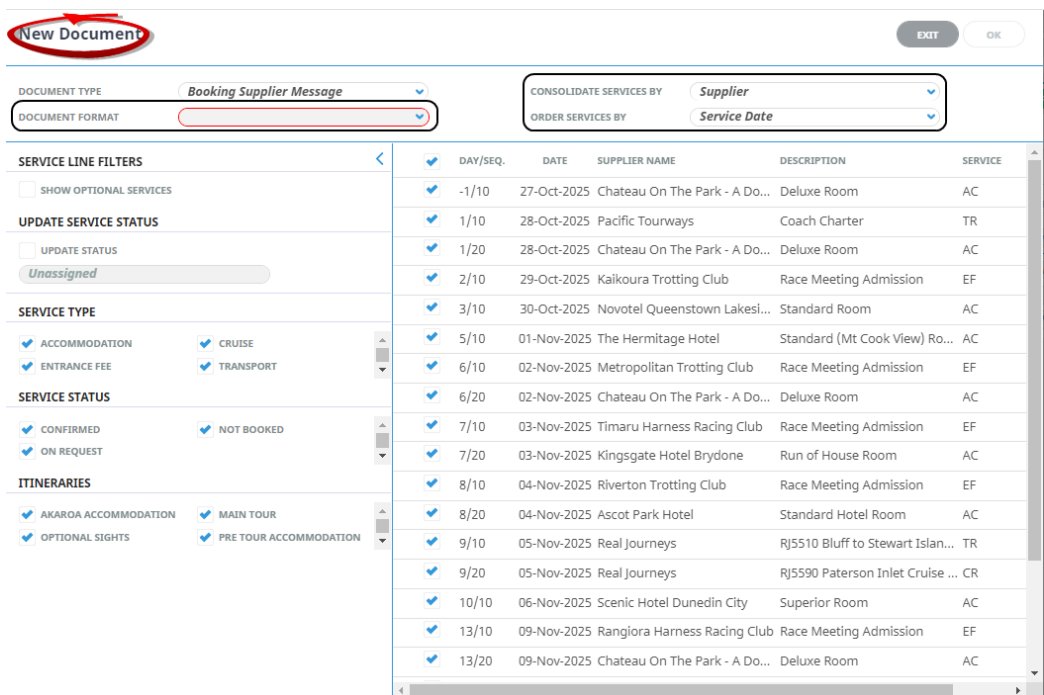 New Document
EXIT
OK
DOCUMENT TYPE Booking Supplier Message
DOCUMENT FORMAT
CONSOLIDATE SERVICES BY Supplier
ORDER SERVICES BY Service Date
SERVICE LINE FILTERS
SHOW OPTIONAL SERVICES
UPDATE SERVICE STATUS
UPDATE STATUS
Unassigned
SERVICE TYPE
ACCOMMODATION CRUISE
ENTRANCE FEE TRANSPORT
SERVICE STATUS
CONFIRMED NOT BOOKED
ON REQUEST
ITINERARIES
AKAROA ACCOMMODATION MAIN TOUR
OPTIONAL SIGHTS PRE TOUR ACCOMMODATION
DAY/SEQ. DATE SUPPLIER NAME DESCRIPTION SERVICE
-1/10 27-Oct-2025 Chateau On The Park - A Do... Deluxe Room AC
1/10 28-Oct-2025 Pacific Tourways Coach Charter TR
1/20 28-Oct-2025 Chateau On The Park - A Do... Deluxe Room AC
2/10 29-Oct-2025 Kaikoura Trotting Club Race Meeting Admission EF
3/10 30-Oct-2025 Novotel Queenstown Lakesi... Standard Room AC
5/10 01-Nov-2025 The Hermitage Hotel Standard (Mt Cook View) Ro... AC
6/10 02-Nov-2025 Metropolitan Trotting Club Race Meeting Admission EF
6/20 02-Nov-2025 Chateau On The Park - A Do... Deluxe Room AC
7/10 03-Nov-2025 Timaru Harness Racing Club Race Meeting Admission EF
7/20 03-Nov-2025 Kingsgate Hotel Brydone Run of House Room AC
8/10 04-Nov-2025 Riverton Trotting Club Race Meeting Admission EF
8/20 04-Nov-2025 Ascot Park Hotel Standard Hotel Room AC
9/10 05-Nov-2025 Real Journeys RJ5510 Bluff to Stewart Islan... TR
9/20 05-Nov-2025 Real Journeys RJ5590 Paterson Inlet Cruise ... CR
10/10 06-Nov-2025 Scenic Hotel Dunedin City Superior Room AC
13/10 09-Nov-2025 Rangiora Harness Racing Club Race Meeting Admission EF
13/20 09-Nov-2025 Chateau On The Park - A Do... Deluxe Room AC